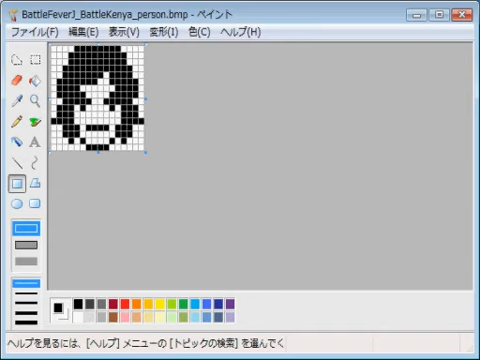 BattleFeverJ_BattleKenya_person.bmp - ペイント
ファイル(F) 編集(E) 表示(V) 変形(I) 色(C) ヘルプ(H)
ヘルプを見るには、[ヘルプ] メニューの [トピックの検索] を選んでく